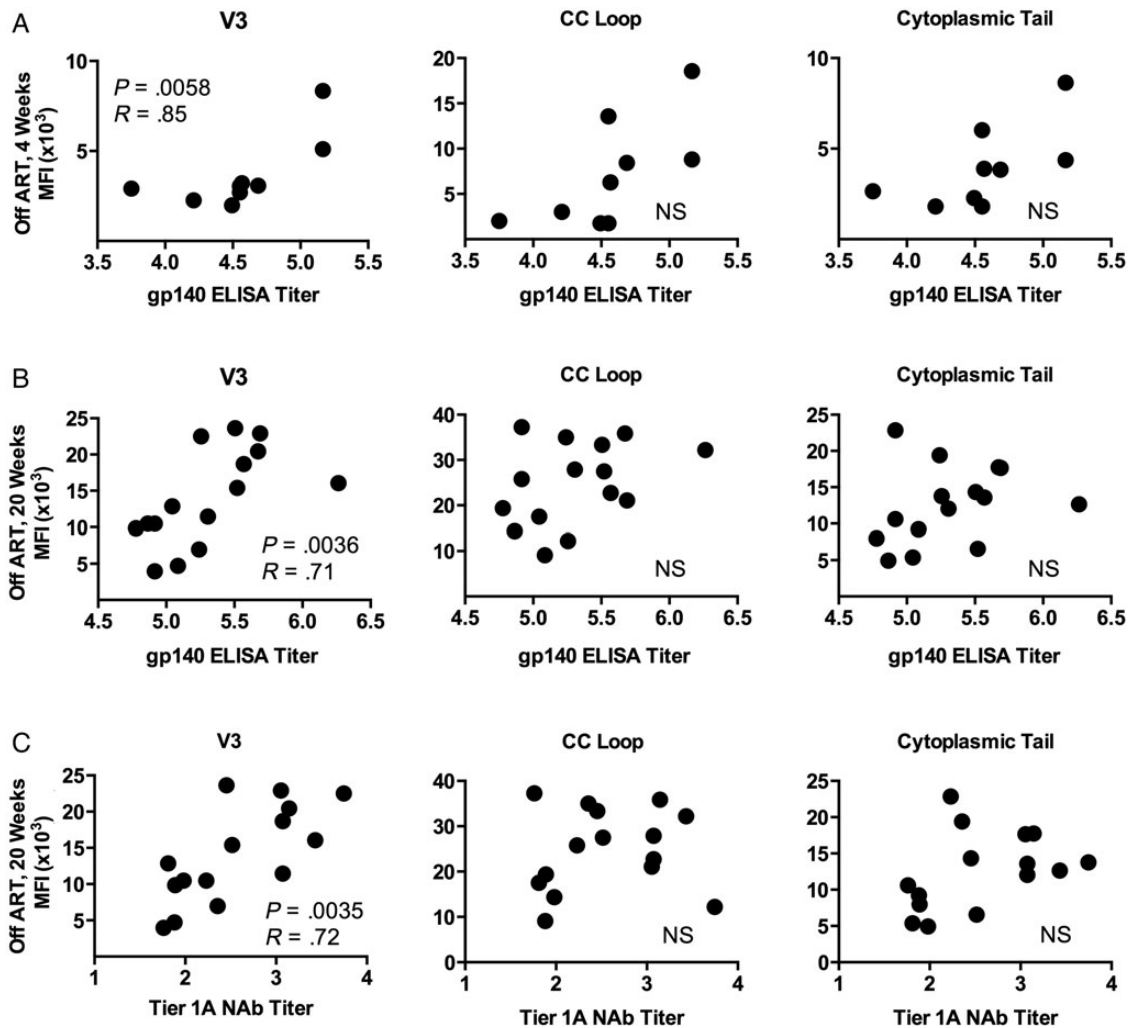 A
V3
CC Loop
Cytoplasmic Tail
Off ART, 4 Weeks
MFI (x10³)
10
5
P = .0058
R = .85
3.5 4.0 4.5 5.0 5.5
gp140 ELISA Titer
20
15
10
5
NS
3.5 4.0 4.5 5.0 5.5
gp140 ELISA Titer
10
5
NS
3.5 4.0 4.5 5.0 5.5
gp140 ELISA Titer
B
V3
CC Loop
Cytoplasmic Tail
Off ART, 20 Weeks
MFI (x10³)
25
20
15
10
5
P = .0036
R = .71
4.5 5.0 5.5 6.0 6.5
gp140 ELISA Titer
40
30
20
10
NS
4.5 5.0 5.5 6.0 6.5
gp140 ELISA Titer
25
20
15
10
5
0
NS
4.5 5.0 5.5 6.0 6.5
gp140 ELISA Titer
C
V3
CC Loop
Cytoplasmic Tail
Off ART, 20 Weeks
MFI (x10³)
25
20
15
10
5
P = .0035
R = .72
1 2 3 4
Tier 1A NAb Titer
40
30
20
10
0
NS
1 2 3 4
Tier 1A NAb Titer
25
20
15
10
5
0
NS
1 2 3 4
Tier 1A NAb Titer